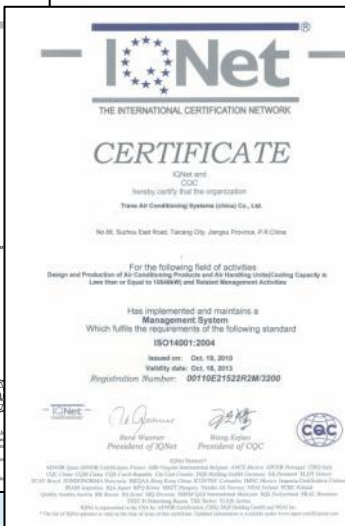 IQNet
®
THE INTERNATIONAL CERTIFICATION NETWORK
CERTIFICATE
IQNet and
CQC
hereby certify that the organization
Trane Air Conditioning Systems (china) Co., Ltd.
No.88, Suzhou East Road, Taicang City, Jiangsu Province, P.R.China
For the following field of activities
Design and Production of Air Conditioning Products and Air Handling Units(Cooling Capacity is
Less than or Equal to 10548kW) and Related Management Activities
Has implemented and maintains a
Management System
Which fulfills the requirements of the following standard
ISO14001:2004
Issued on: Oct. 19, 2010
Validity date: Oct. 18, 2013
Registration Number: 00110E21522R2M/3200
IQNet
CQC
René Wasmer
Wang Kejiao
President of IQNet
President of CQC
IQNet Partners*